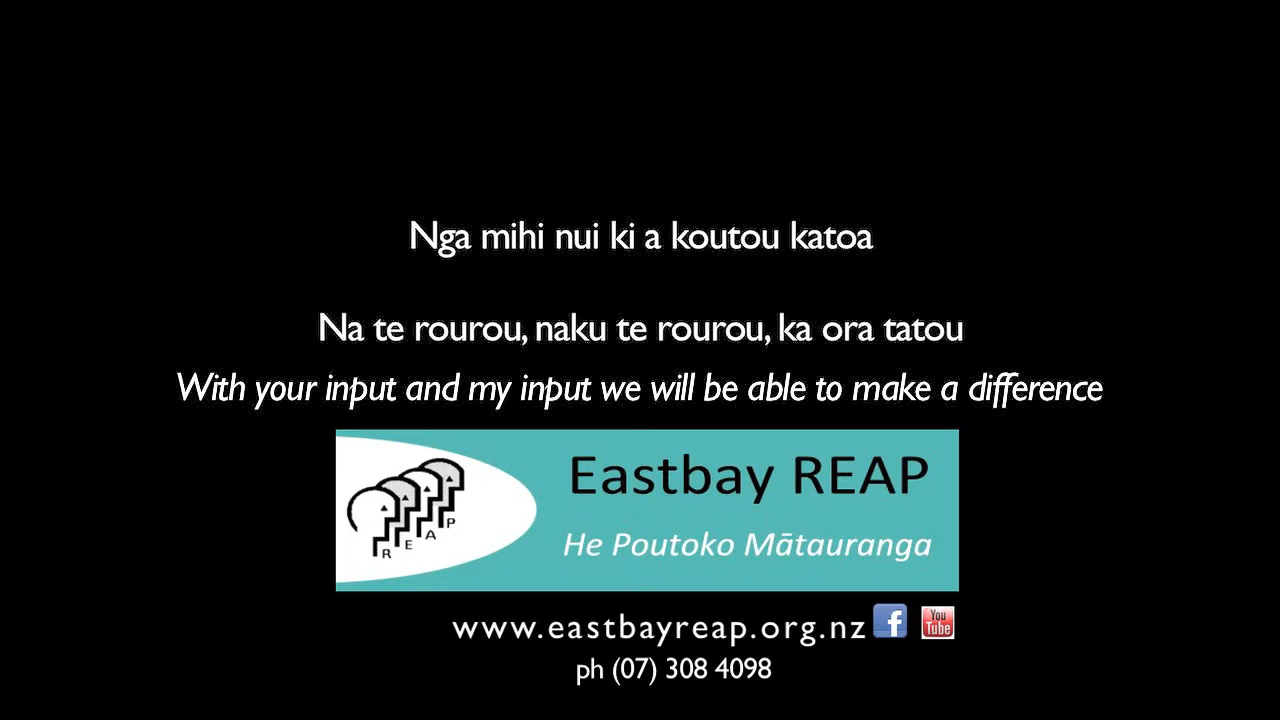 Nga mihi nui ki a koutou katoa
Na te rourou, naku te rourou, ka ora tatou
With your input and my input we will be able to make a difference
Eastbay REAP
He Poutoko Mātauranga
R E A P
www.eastbayreap.org.nz f You Tube
ph (07) 308 4098